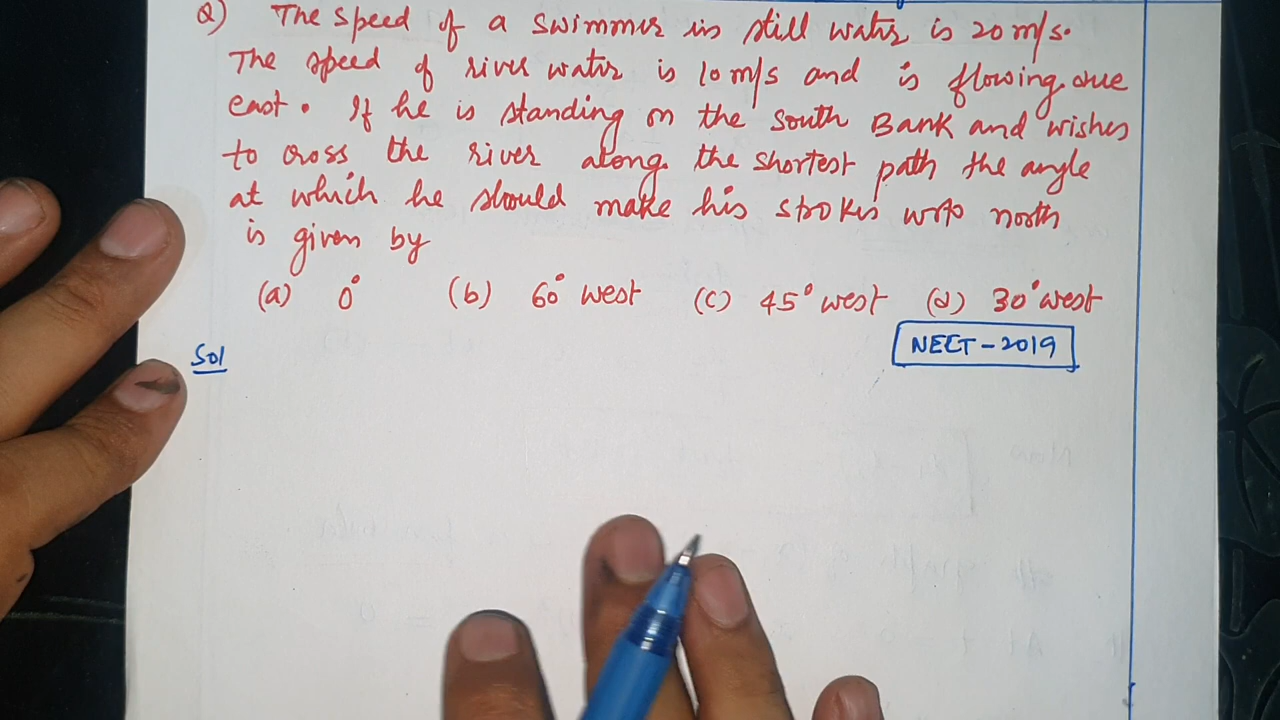 Q) The speed of a swimmer in still water is 20 m/s.
The speed of river water is 10 m/s and is flowing due
east. If he is standing on the south Bank and wishes
to cross the river along the shortest path the angle
at which he should make his strokes w.r.to north
is given by
(a) 0° (b) 60° west (c) 45° west (d) 30° west
NEET-2019
Sol